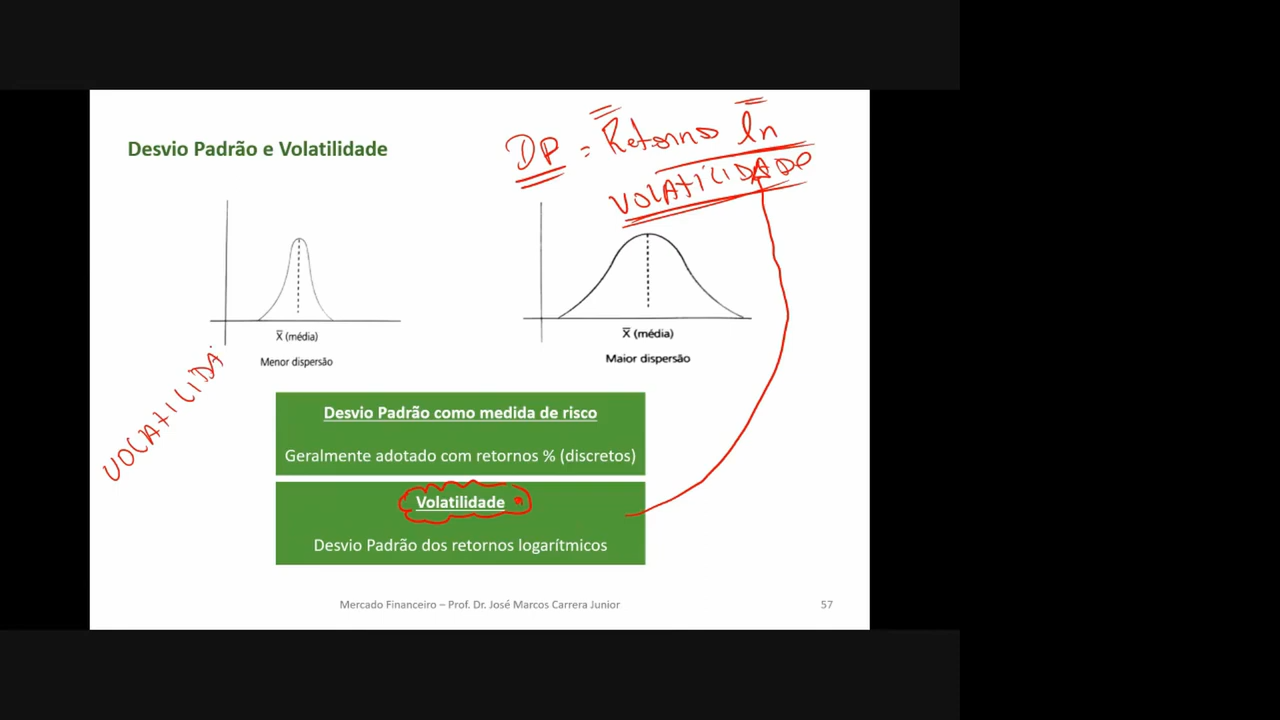 Desvio Padrão e Volatilidade
DP = Retorno ln
VOLATILIDADE
X̅ (média)
Menor dispersão
X̅ (média)
Maior dispersão
VOLATILIDA
Desvio Padrão como medida de risco
Geralmente adotado com retornos % (discretos)
Volatilidade
Desvio Padrão dos retornos logarítmicos
Mercado Financeiro – Prof. Dr. José Marcos Carrera Junior
57